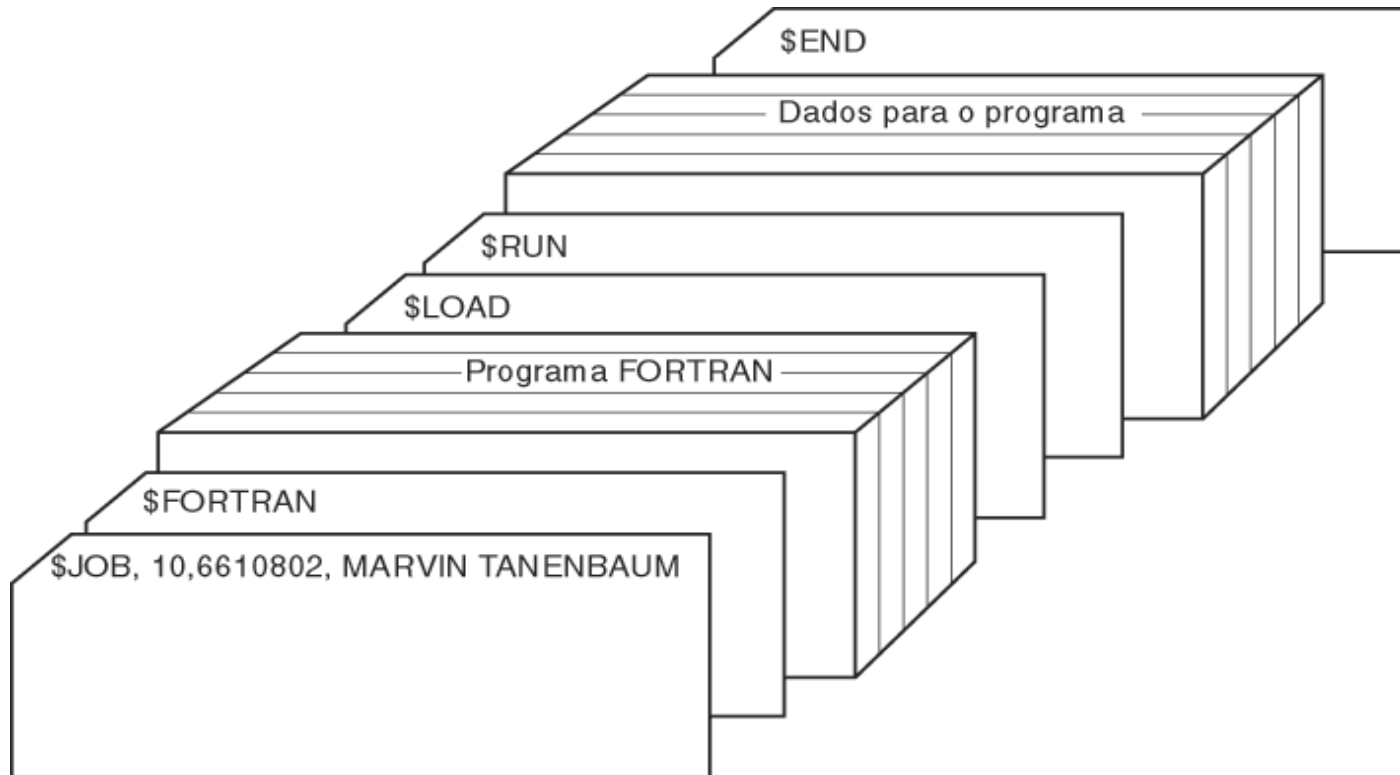 $END
Dados para o programa
$RUN
$LOAD
Programa FORTRAN
$FORTRAN
$JOB, 10,6610802, MARVIN TANENBAUM